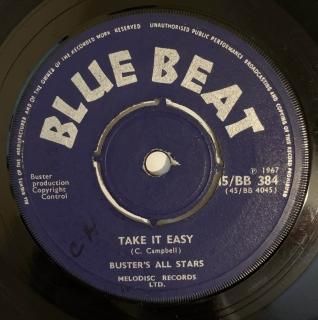 ALL RIGHTS OF THE MANUFACTURER AND OF THE OWNER OF THE RECORDED WORK RESERVED
UNAUTHORISED PUBLIC PERFORMANCE BROADCASTING AND COPYING OF THIS RECORD PROHIBITED
BLUE BEAT
Buster
production
Copyright
Control
℗ 1967
45/BB 384
(45/BB 4045)
TAKE IT EASY
(C. Campbell)
BUSTER'S ALL STARS
MELODISC RECORDS
LTD.